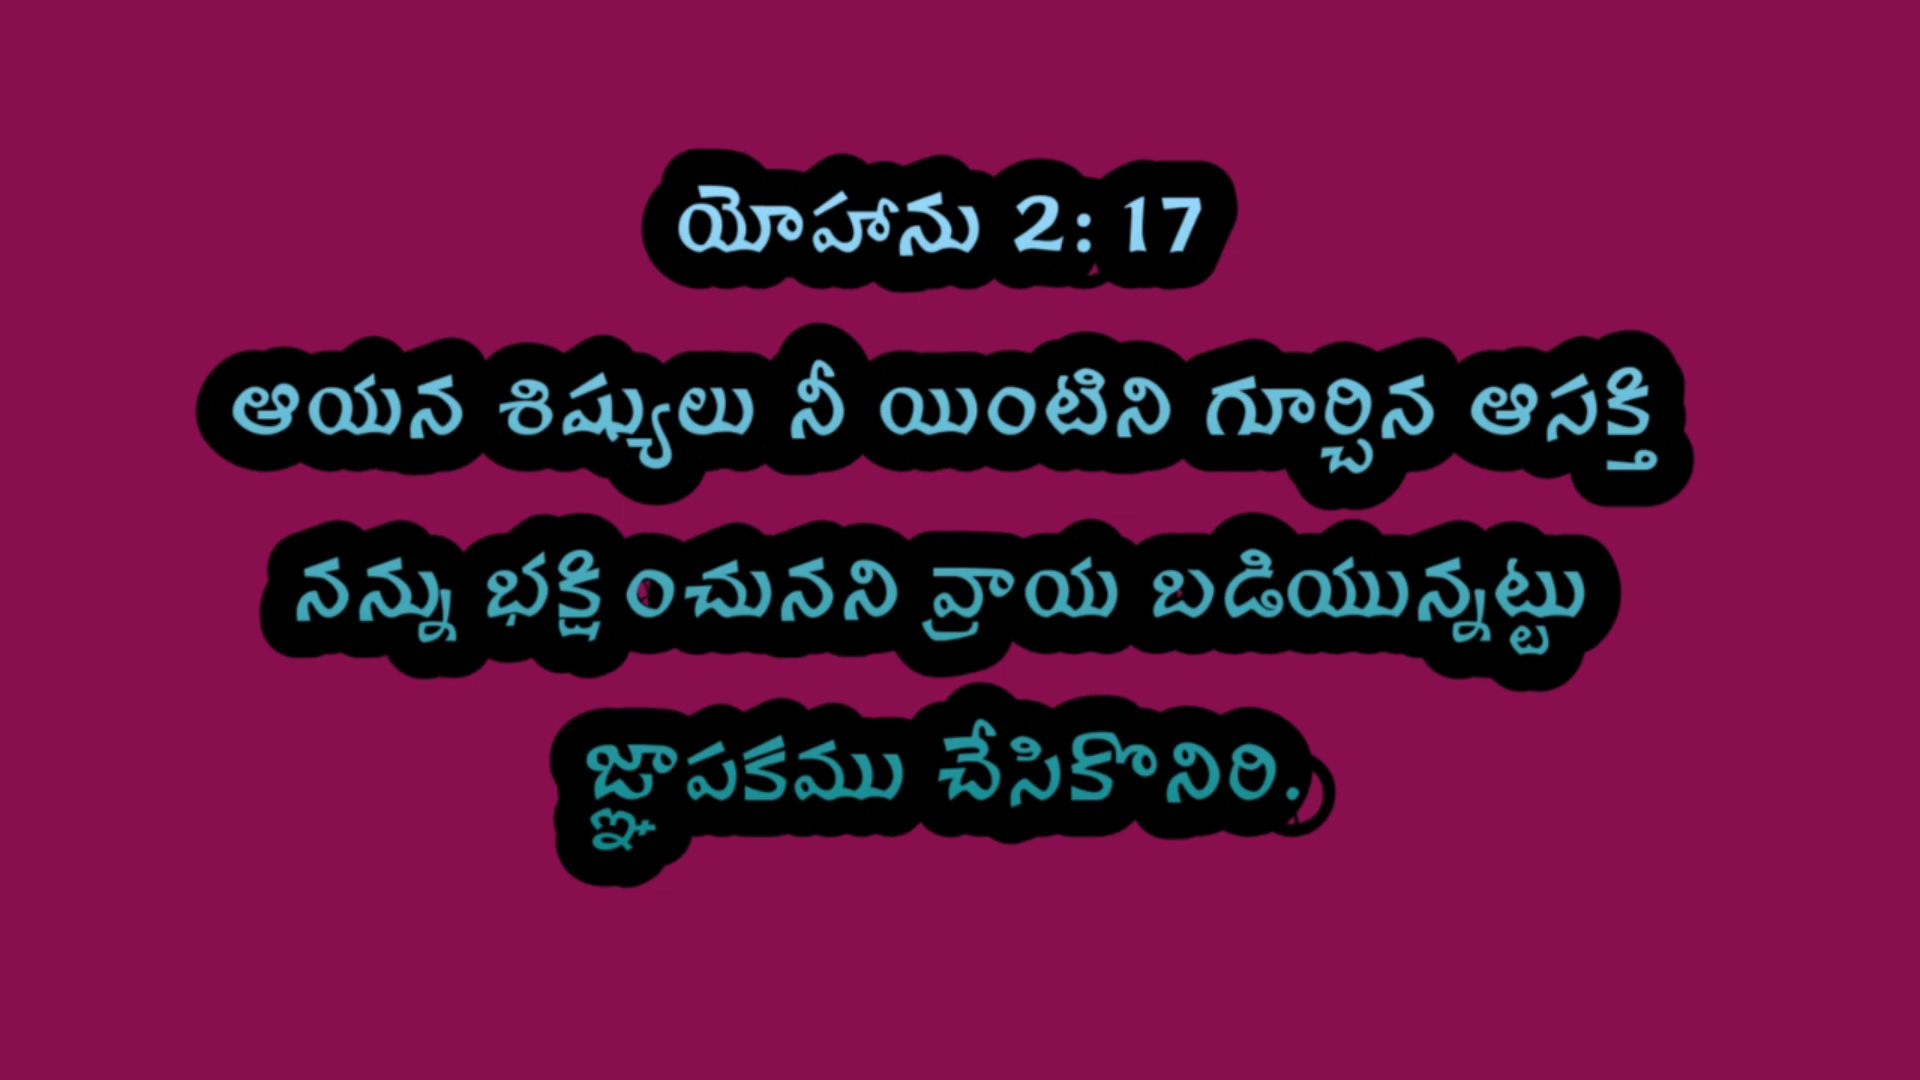 యోహాను 2: 17
ఆయన శిష్యులు నీ యింటిని గూర్చిన ఆసక్తి
నన్ను భక్షించునని వ్రాయ బడియున్నట్టు
జ్ఞాపకము చేసికొనిరి.